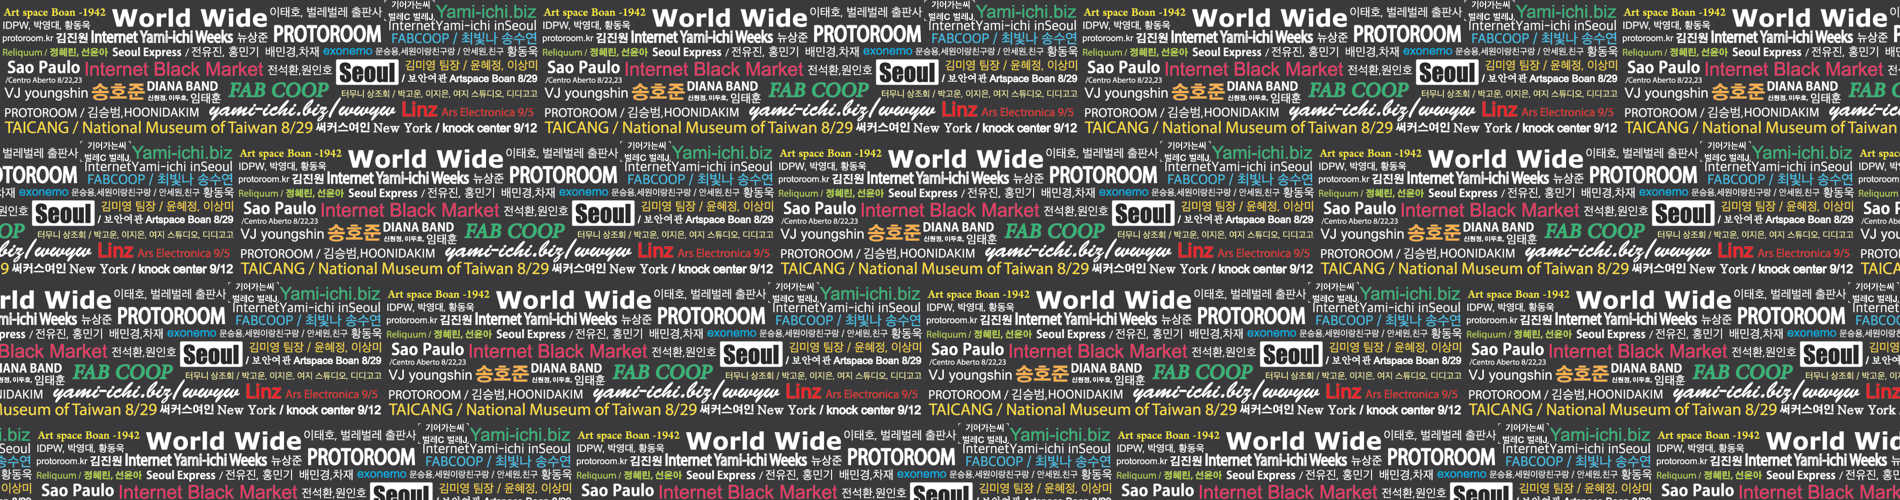 Art space Boan -1942 World Wide 이태호, 벌레벌레 출판사 기어가는씨 벌레C 벌레J Yami-ichi.biz
IDPW, 박영대, 황동욱 InternetYami-ichi inSeoul
protoroom.kr 김진원 Internet Yami-ichi Weeks 뉴상준 PROTOROOM FABCOOP / 최빛나 송수연
Reliquum / 정혜린, 선윤아 Seoul Express / 전유진, 홍민기 배민경,차재 exonemo 문승용,세원이랑친구랑 / 안세원,친구 황동욱
Sao Paulo Internet Black Market 전석환,원인호 Seoul 김미영 팀장 / 윤혜정, 이상미
/Centro Aberto 8/22,23 / 보안여관 Artspace Boan 8/29
VJ youngshin 송호준 DIANA BAND 신원정, 이두호, 임태훈 FAB COOP 터무니 상조회 / 박고운, 이지은, 여지 스튜디오, 디디고고
PROTOROOM / 김승범,HOONIDAKIM yami-ichi.biz/wwyw Linz Ars Electronica 9/5
TAICANG / National Museum of Taiwan 8/29 써커스여인 New York / knock center 9/12